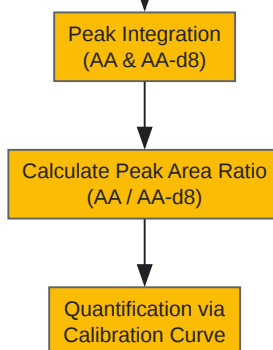 Peak Integration
(AA & AA-d8)
Calculate Peak Area Ratio
(AA / AA-d8)
Quantification via
Calibration Curve